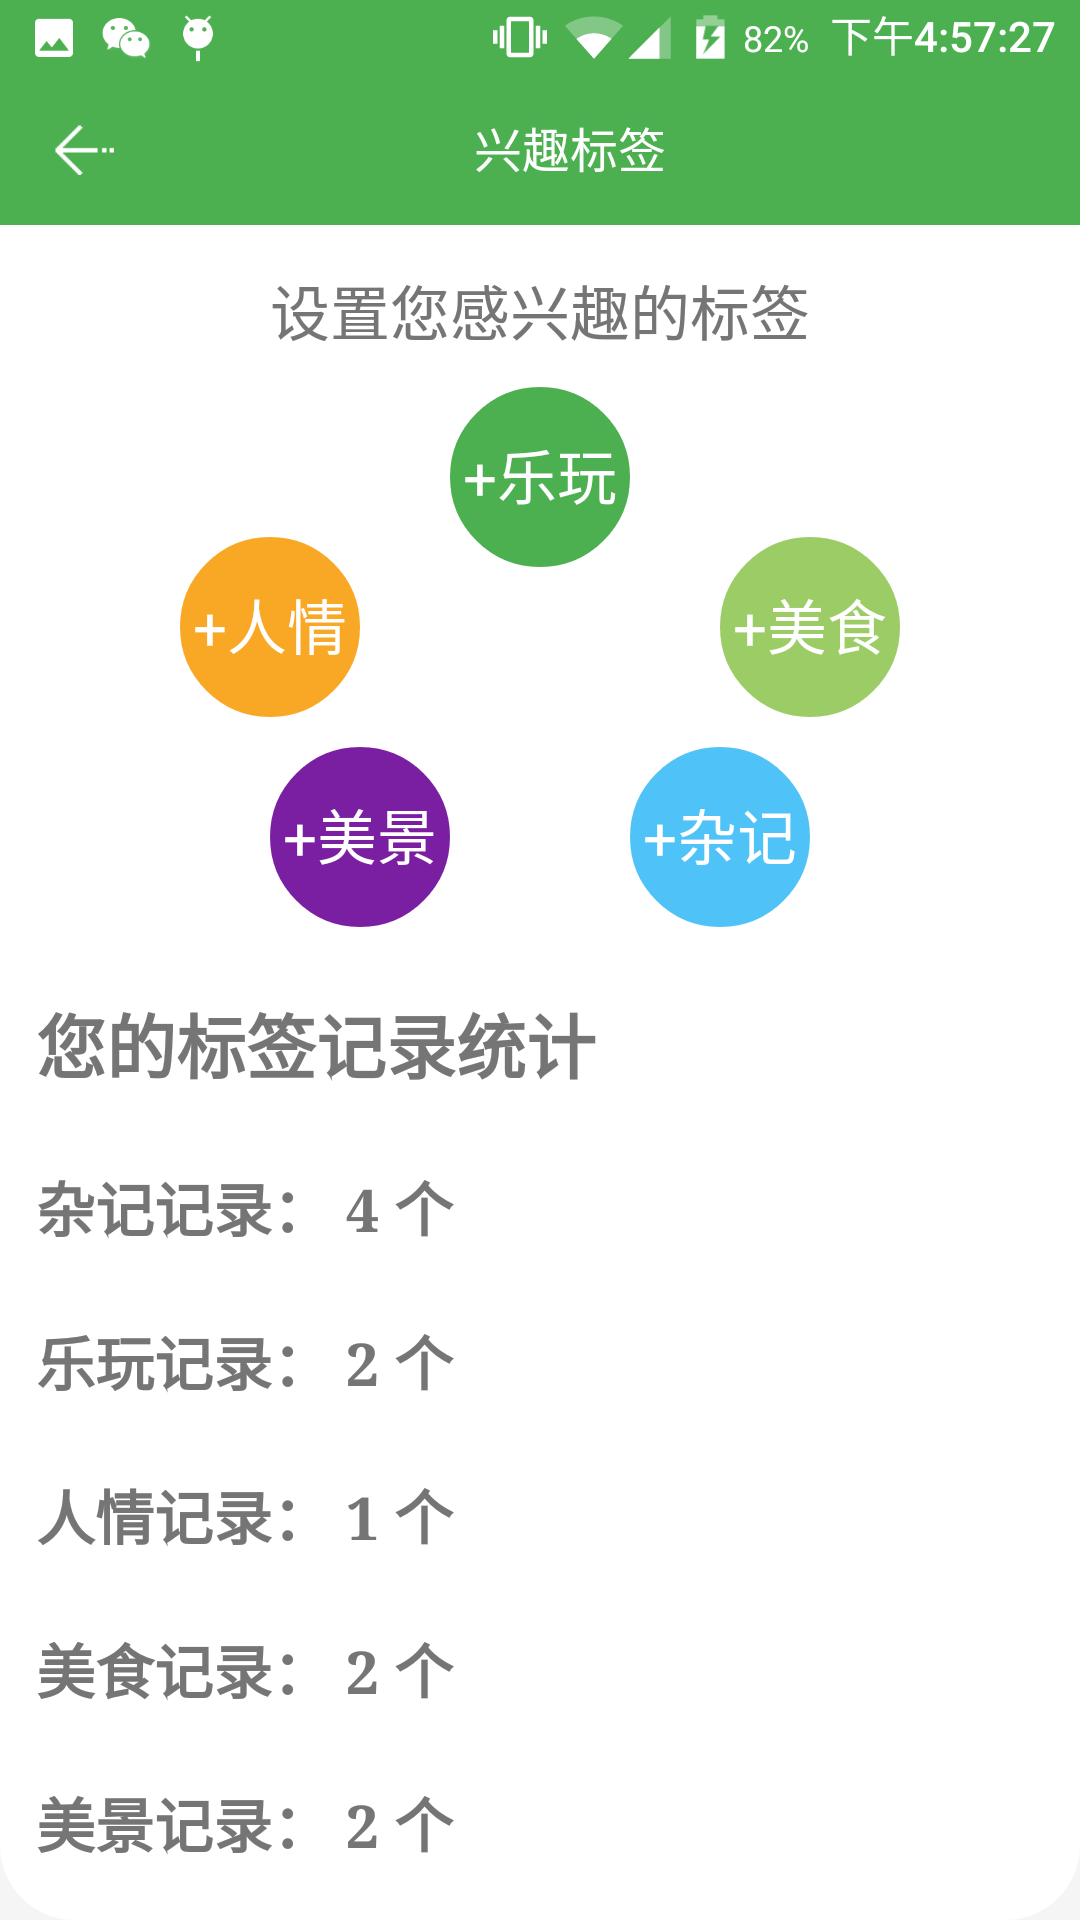 82% 下午4:57:27
兴趣标签
设置您感兴趣的标签
+乐玩
+人情
+美食
+美景
+杂记
您的标签记录统计
杂记记录： 4 个
乐玩记录： 2 个
人情记录： 1 个
美食记录： 2 个
美景记录： 2 个